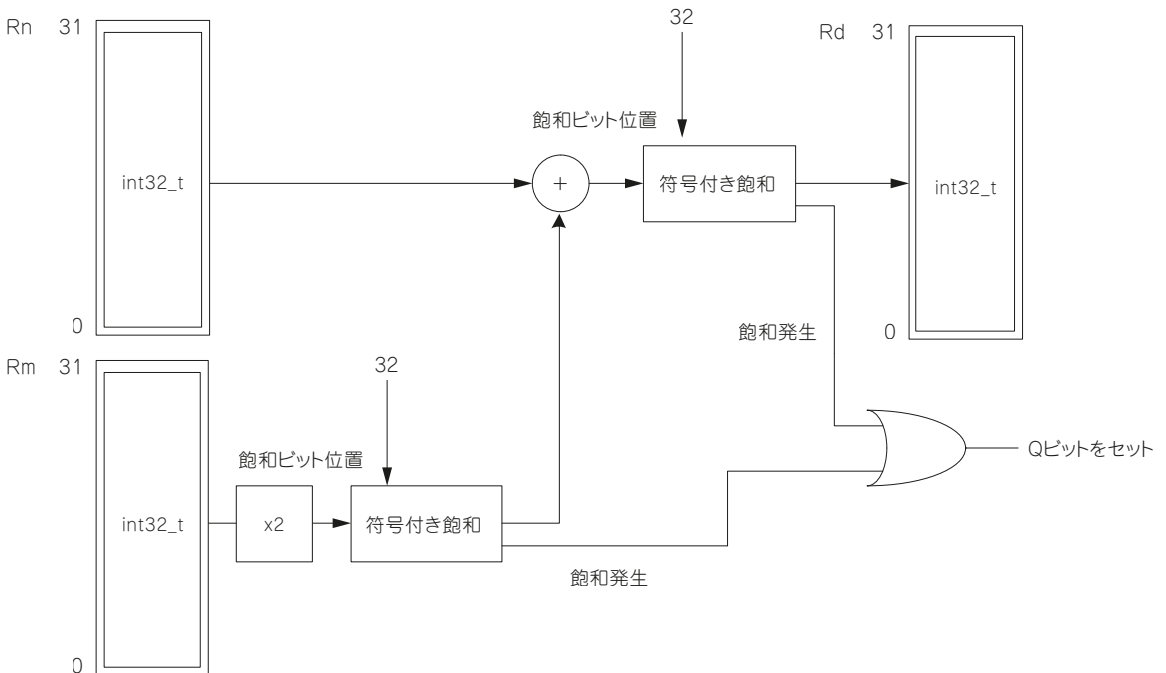 Rn 31
int32_t
0
32
飽和ビット位置
+
符号付き飽和
Rd 31
int32_t
0
飽和発生
Rm 31
int32_t
0
32
飽和ビット位置
x2
符号付き飽和
飽和発生
Qビットをセット